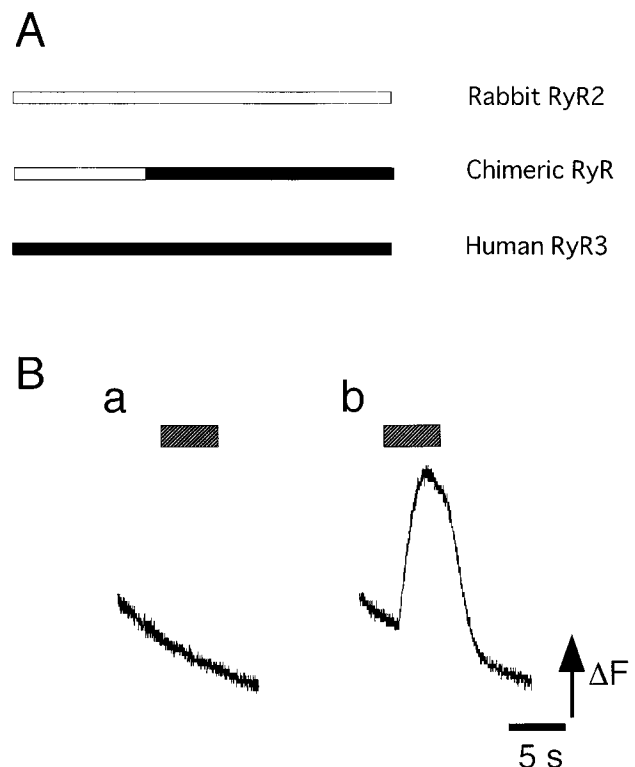 A
Rabbit RyR2
Chimeric RyR
Human RyR3
B
a
b
ΔF
5 s